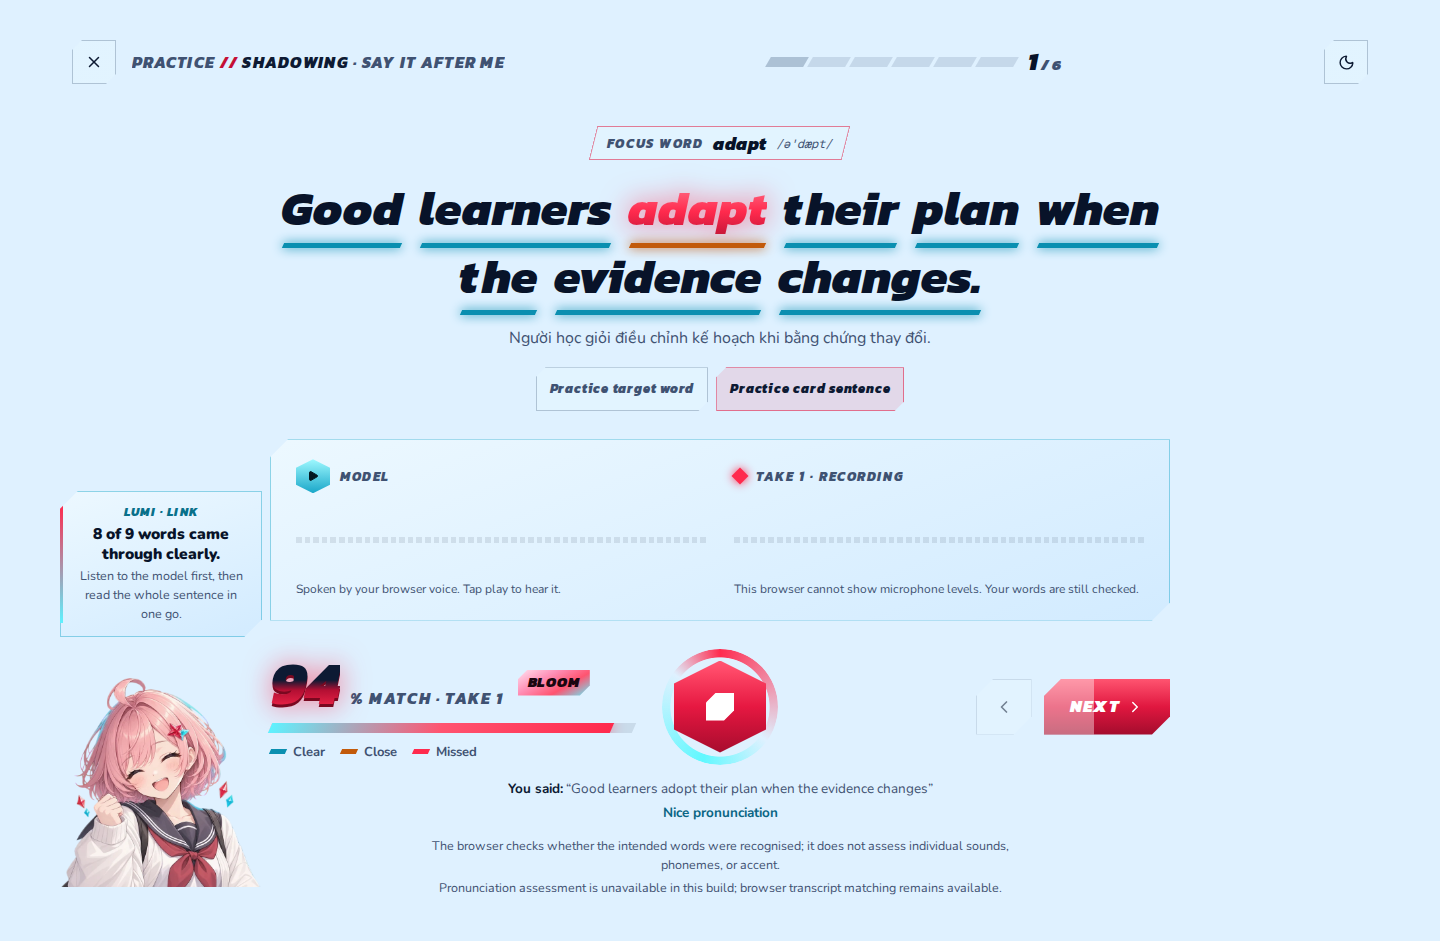 PRACTICE // SHADOWING · SAY IT AFTER ME
1 / 6
FOCUS WORD adapt /əˈdæpt/
Good learners adapt their plan when
the evidence changes.
Người học giỏi điều chỉnh kế hoạch khi bằng chứng thay đổi.
Practice target word
Practice card sentence
MODEL
TAKE 1 · RECORDING
Spoken by your browser voice. Tap play to hear it.
This browser cannot show microphone levels. Your words are still checked.
LUMI · LINK
8 of 9 words came
through clearly.
Listen to the model first, then
read the whole sentence in
one go.
94 % MATCH · TAKE 1
BLOOM
Clear
Close
Missed
NEXT
You said: “Good learners adopt their plan when the evidence changes”
Nice pronunciation
The browser checks whether the intended words were recognised; it does not assess individual sounds,
phonemes, or accent.
Pronunciation assessment is unavailable in this build; browser transcript matching remains available.